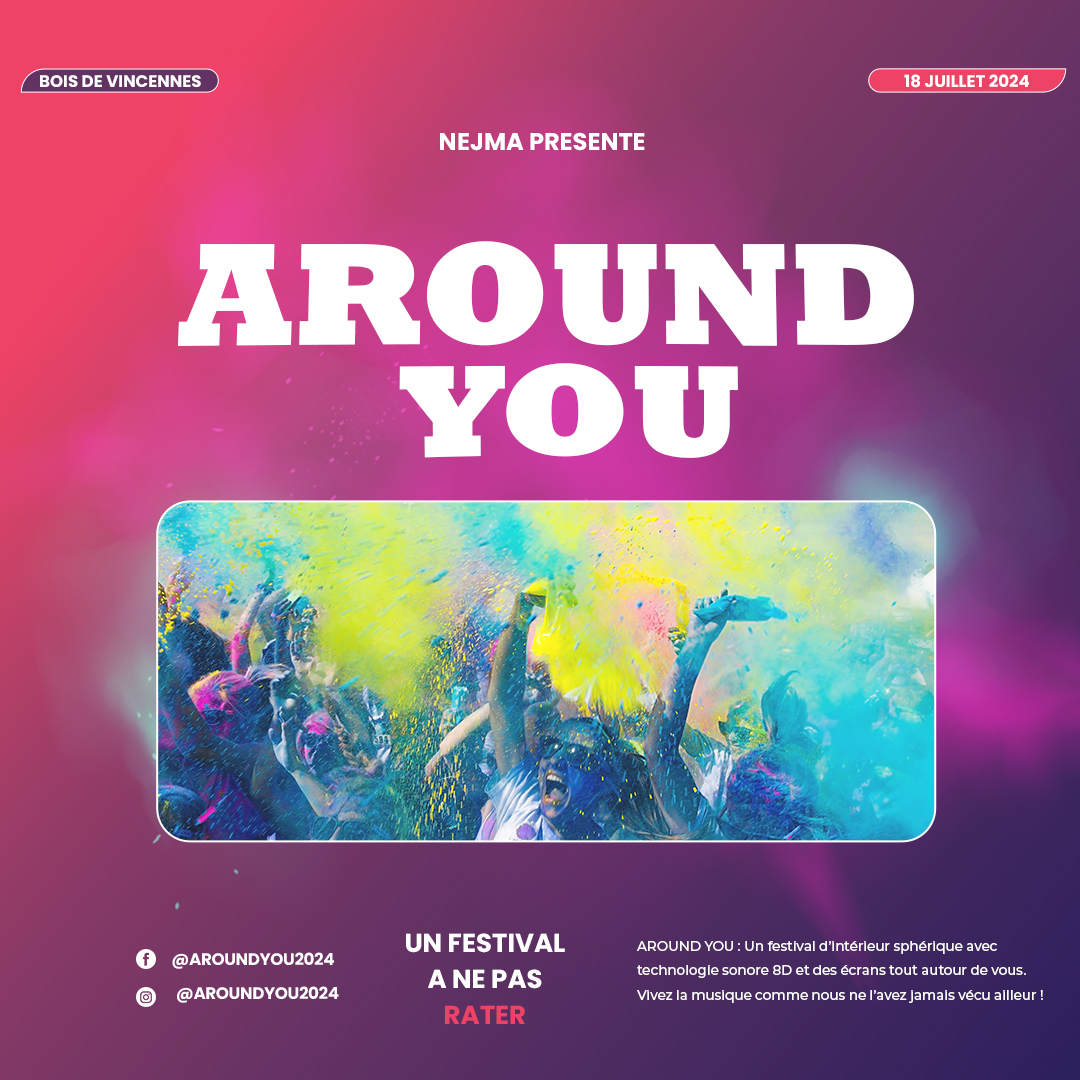 BOIS DE VINCENNES
18 JUILLET 2024
NEJMA PRESENTE
AROUND
YOU
@AROUNDYOU2024
@AROUNDYOU2024
UN FESTIVAL
A NE PAS
RATER
AROUND YOU : Un festival d'intérieur sphérique avec
technologie sonore 8D et des écrans tout autour de vous.
Vivez la musique comme nous ne l'avez jamais vécu ailleur !